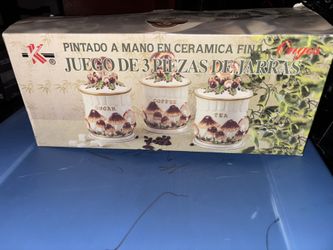 K
PINTADO A MANO EN CERAMICA FINA
JUEGO DE 3 PIEZAS DE JARRAS
SUGAR
COFFEE
TEA